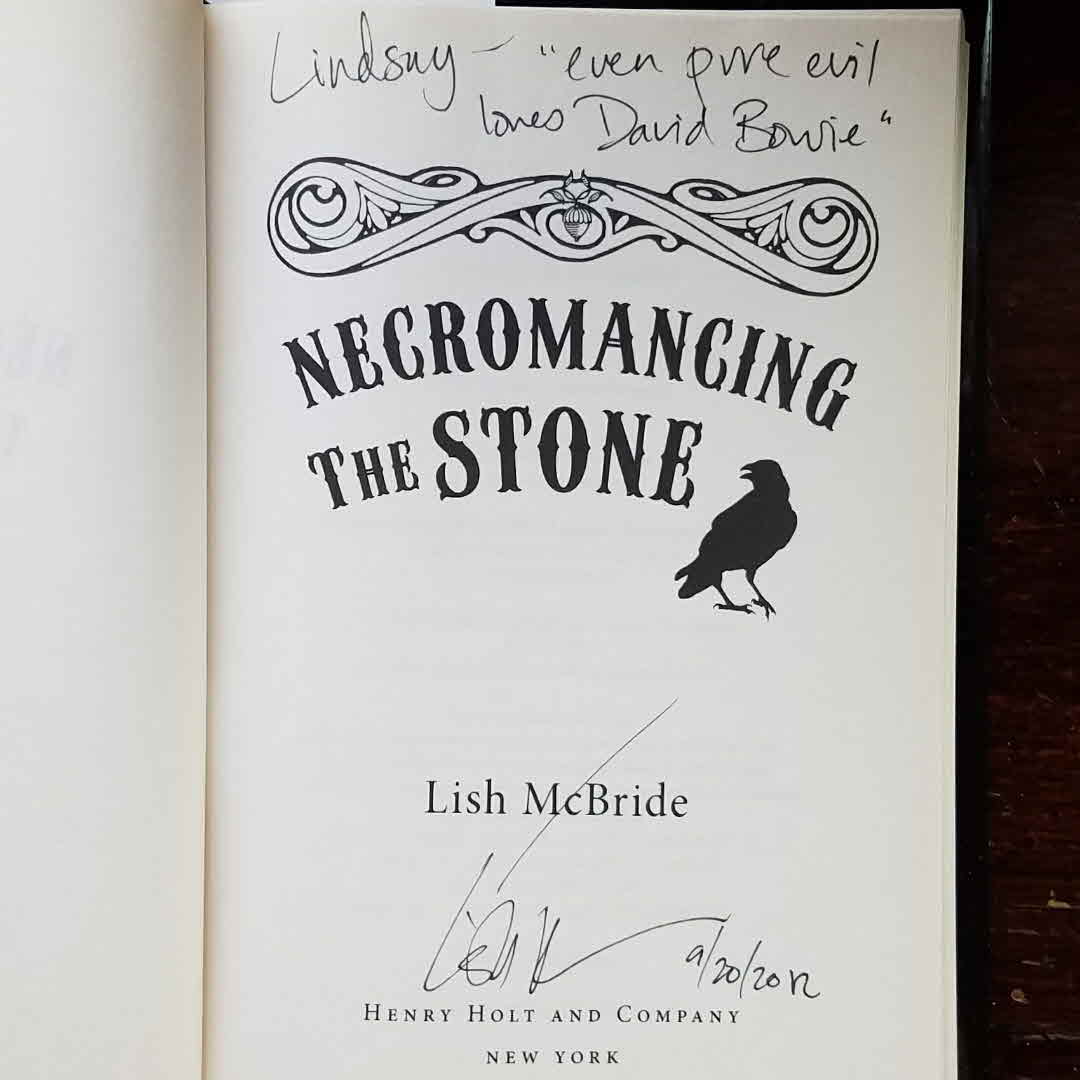 Lindsay – "even pure evil
loves David Bowie"
NECROMANCING
THE STONE
Lish McBride
9/20/2012
HENRY HOLT AND COMPANY
NEW YORK